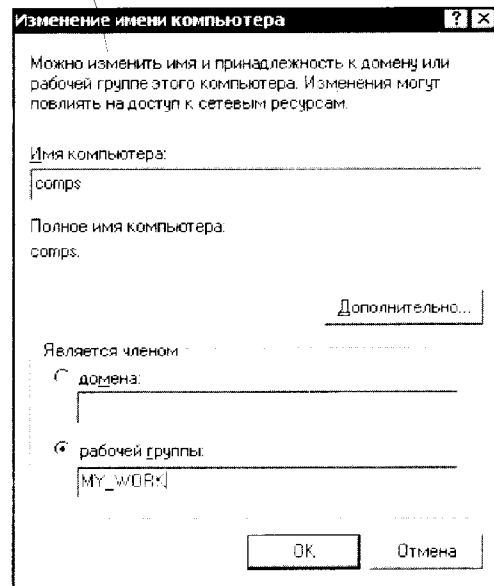 Изменение имени компьютера
Можно изменить имя и принадлежность к домену или
рабочей группе этого компьютера. Изменения могут
повлиять на доступ к сетевым ресурсам.
Имя компьютера:
comps
Полное имя компьютера:
comps.
Дополнительно...
Является членом
домена:
рабочей группы:
MY_WORK
OK
Отмена